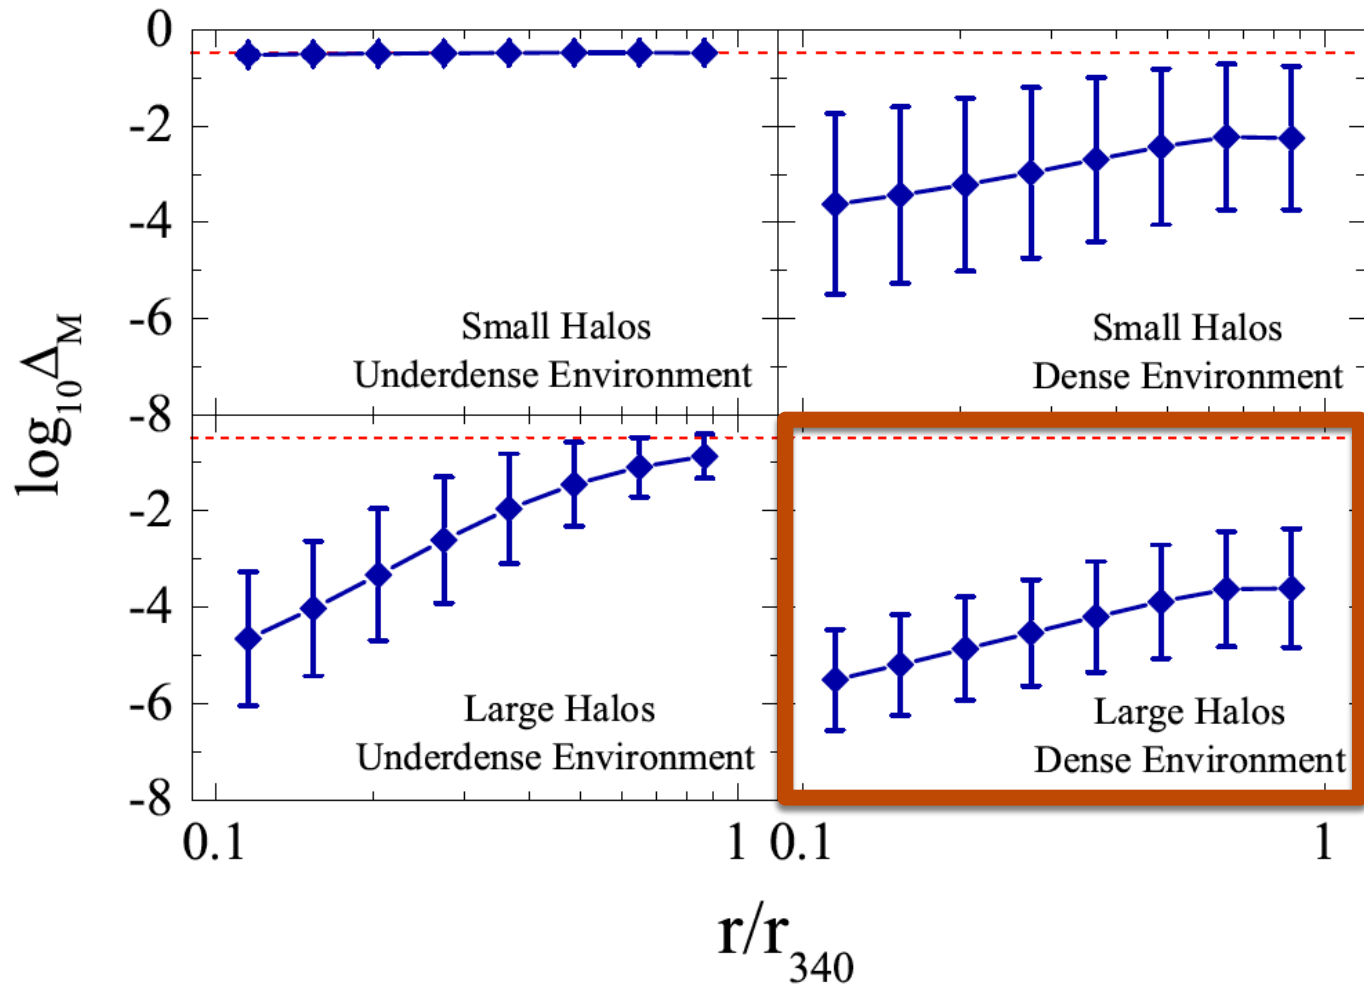 0
-2
-4
-6
-8
Small Halos
Underdense Environment
Small Halos
Dense Environment
log₁₀Δ_M
-2
-4
-6
-8
Large Halos
Underdense Environment
Large Halos
Dense Environment
0.1 1 0.1 1
r/r₃₄₀